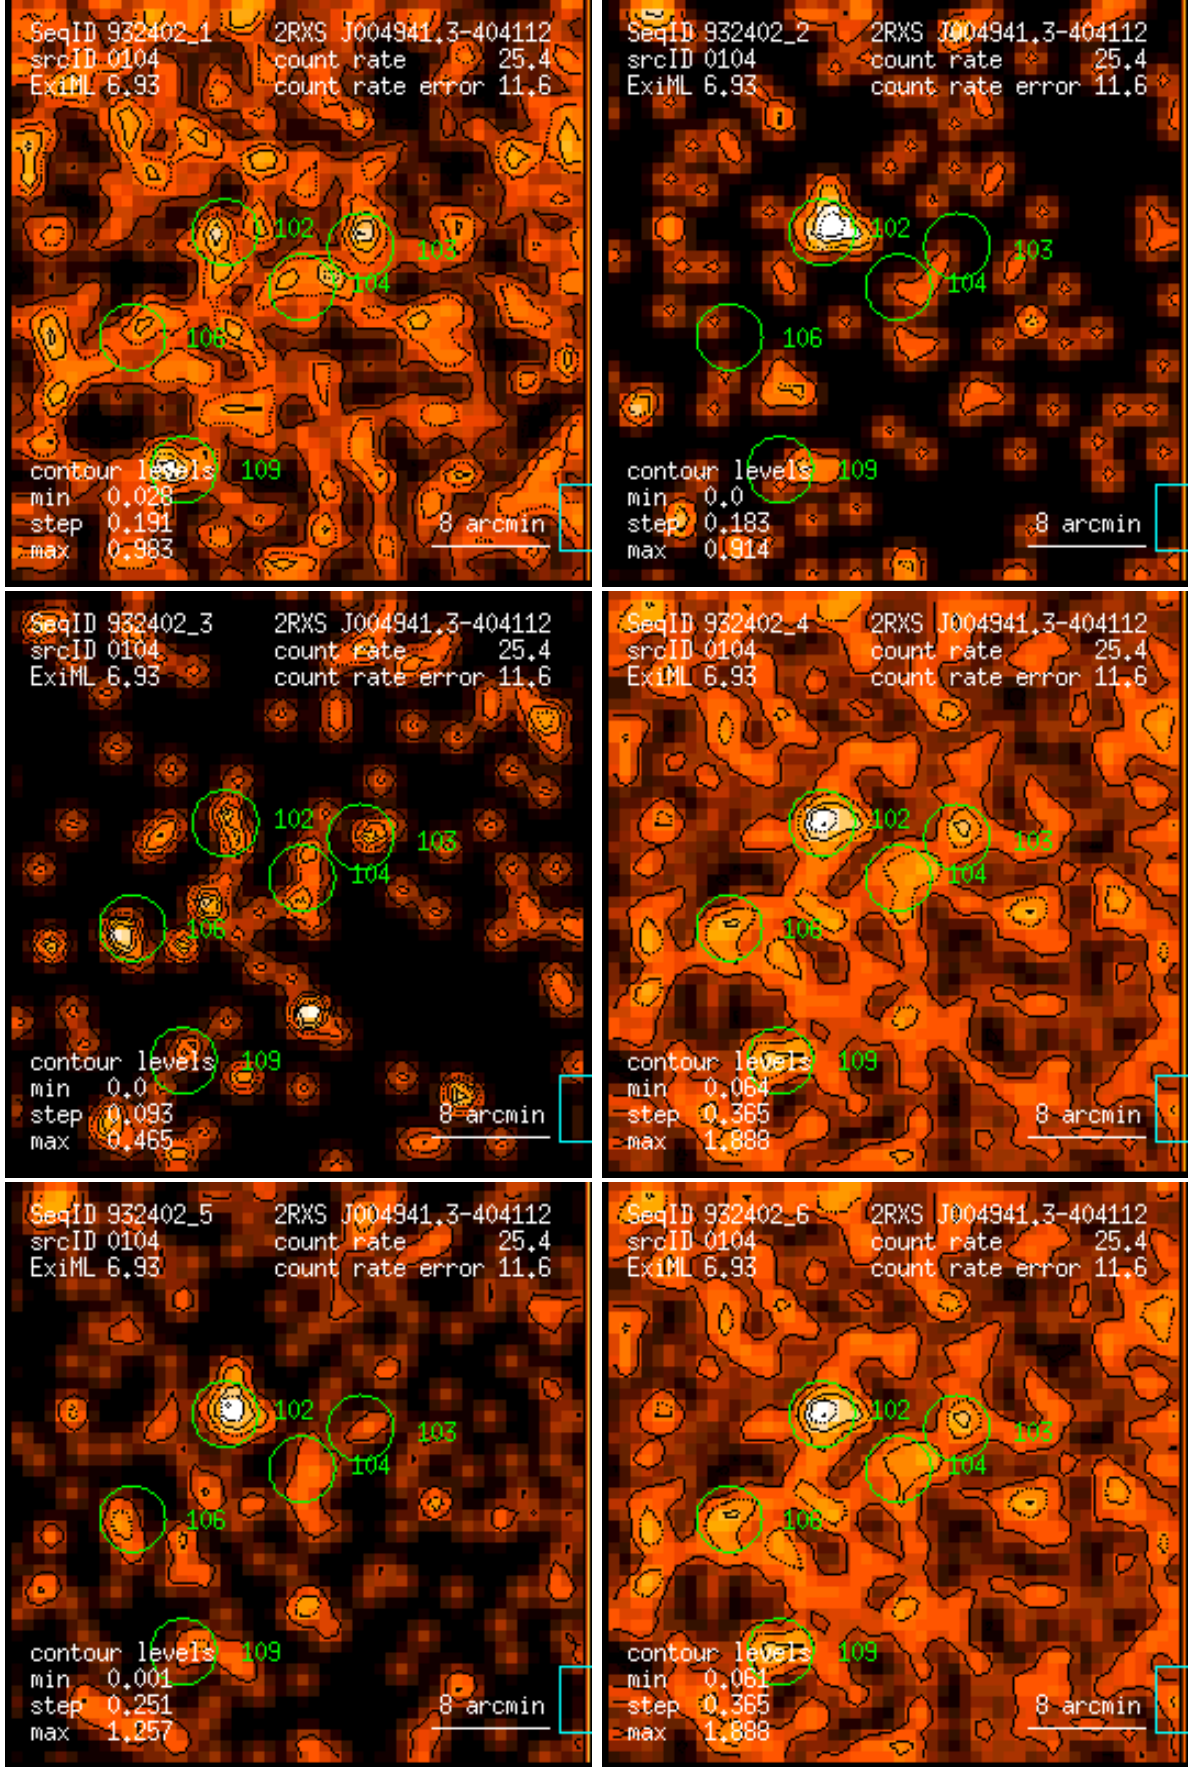 SeqID 932402_1 2RXS J004941.3-404112
srcID 0104 count rate 25.4
ExiML 6.93 count rate error 11.6
102
103
104
106
contour levels 109
min 0.028
step 0.191 8 arcmin
max 0.983
SeqID 932402_2 2RXS J004941.3-404112
srcID 0104 count rate 25.4
ExiML 6.93 count rate error 11.6
102
103
104
106
contour levels 109
min 0.0
step 0.183 8 arcmin
max 0.914
SeqID 932402_3 2RXS J004941.3-404112
srcID 0104 count rate 25.4
ExiML 6.93 count rate error 11.6
102
103
104
106
contour levels 109
min 0.0
step 0.093 8 arcmin
max 0.465
SeqID 932402_4 2RXS J004941.3-404112
srcID 0104 count rate 25.4
ExiML 6.93 count rate error 11.6
102
103
104
106
contour levels 109
min 0.064
step 0.365 8 arcmin
max 1.888
SeqID 932402_5 2RXS J004941.3-404112
srcID 0104 count rate 25.4
ExiML 6.93 count rate error 11.6
102
103
104
106
contour levels 109
min 0.001
step 0.251 8 arcmin
max 1.257
SeqID 932402_6 2RXS J004941.3-404112
srcID 0104 count rate 25.4
ExiML 6.93 count rate error 11.6
102
103
104
106
contour levels 109
min 0.061
step 0.365 8 arcmin
max 1.888